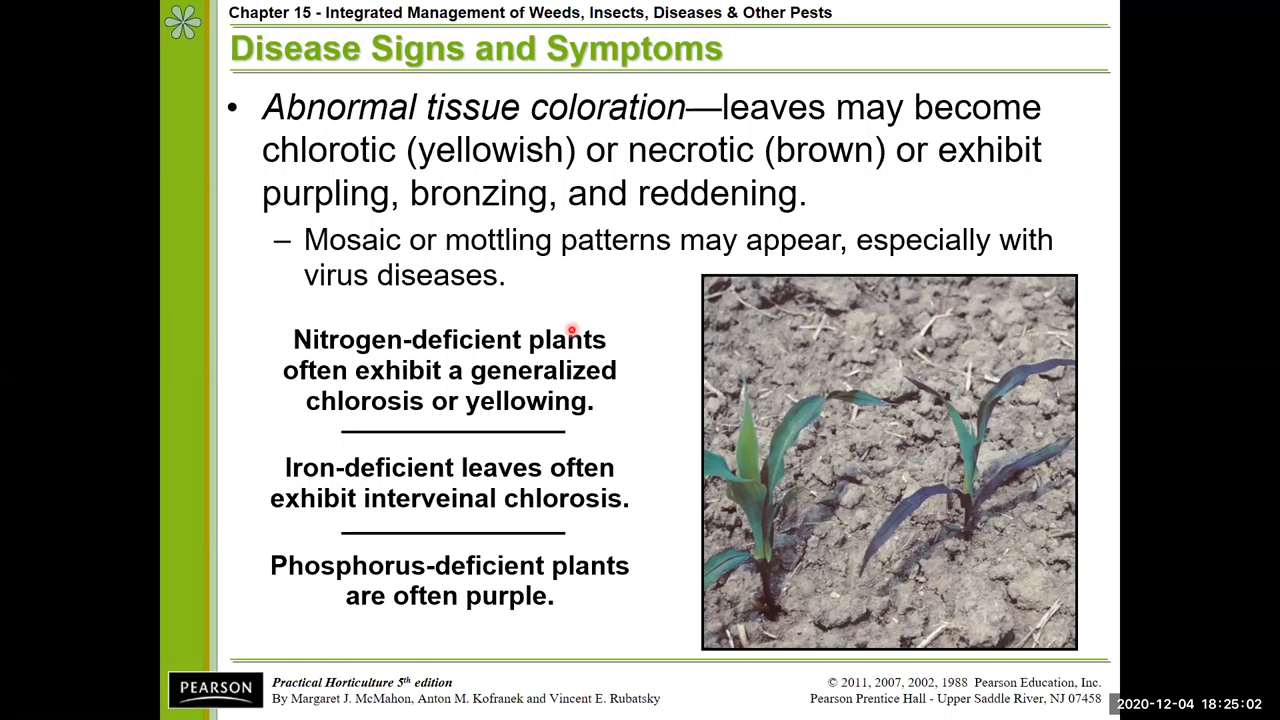 Chapter 15 - Integrated Management of Weeds, Insects, Diseases & Other Pests
Disease Signs and Symptoms
• Abnormal tissue coloration—leaves may become
chlorotic (yellowish) or necrotic (brown) or exhibit
purpling, bronzing, and reddening.
– Mosaic or mottling patterns may appear, especially with
virus diseases.
Nitrogen-deficient plants
often exhibit a generalized
chlorosis or yellowing.
Iron-deficient leaves often
exhibit interveinal chlorosis.
Phosphorus-deficient plants
are often purple.
PEARSON
Practical Horticulture 5th edition
By Margaret J. McMahon, Anton M. Kofranek and Vincent E. Rubatsky
© 2011, 2007, 2002, 1988 Pearson Education, Inc.
Pearson Prentice Hall - Upper Saddle River, NJ 07458
2020-12-04 18:25:02